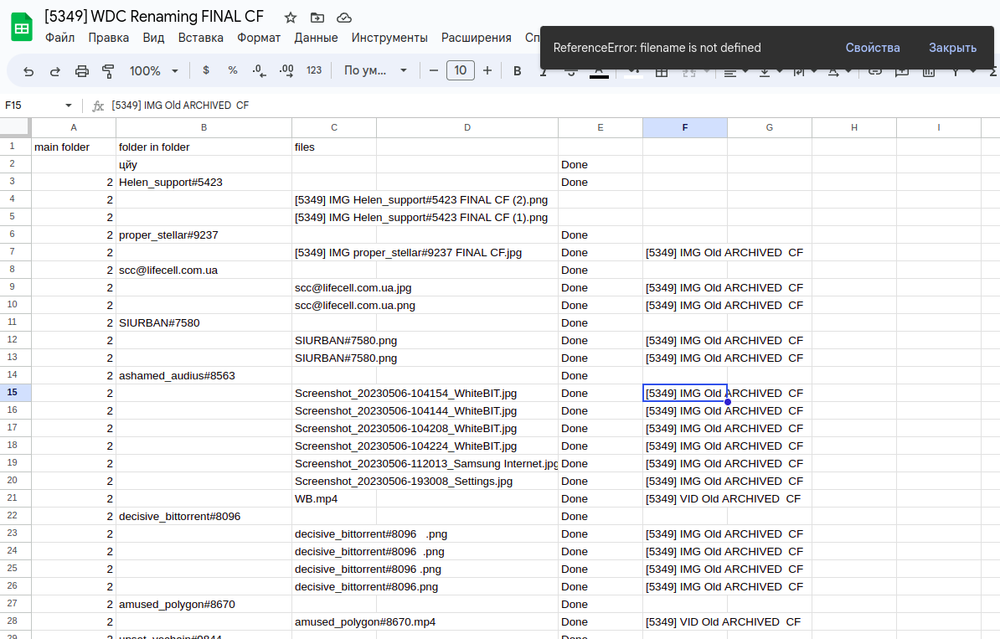 [5349] WDC Renaming FINAL CF
Файл Правка Вид Вставка Формат Данные Инструменты Расширения Сп
ReferenceError: filename is not defined Свойства Закрыть
100% $ % .0 .00 123 По ум... − 10 + B
F15 fx [5349] IMG Old ARCHIVED  CF
A B C D E F G H I
1 main folder folder in folder files
2 цйу Done
3 2 Helen_support#5423 Done
4 2 [5349] IMG Helen_support#5423 FINAL CF (2).png
5 2 [5349] IMG Helen_support#5423 FINAL CF (1).png
6 2 proper_stellar#9237 Done
7 2 [5349] IMG proper_stellar#9237 FINAL CF.jpg Done [5349] IMG Old ARCHIVED  CF
8 2 scc@lifecell.com.ua Done
9 2 scc@lifecell.com.ua.jpg Done [5349] IMG Old ARCHIVED  CF
10 2 scc@lifecell.com.ua.png Done [5349] IMG Old ARCHIVED  CF
11 2 SIURBAN#7580 Done
12 2 SIURBAN#7580.png Done [5349] IMG Old ARCHIVED  CF
13 2 SIURBAN#7580.png Done [5349] IMG Old ARCHIVED  CF
14 2 ashamed_audius#8563 Done
15 2 Screenshot_20230506-104154_WhiteBIT.jpg Done [5349] IMG Old ARCHIVED  CF
16 2 Screenshot_20230506-104144_WhiteBIT.jpg Done [5349] IMG Old ARCHIVED  CF
17 2 Screenshot_20230506-104208_WhiteBIT.jpg Done [5349] IMG Old ARCHIVED  CF
18 2 Screenshot_20230506-104224_WhiteBIT.jpg Done [5349] IMG Old ARCHIVED  CF
19 2 Screenshot_20230506-112013_Samsung Internet.jpg Done [5349] IMG Old ARCHIVED  CF
20 2 Screenshot_20230506-193008_Settings.jpg Done [5349] IMG Old ARCHIVED  CF
21 2 WB.mp4 Done [5349] VID Old ARCHIVED  CF
22 2 decisive_bittorrent#8096 Done
23 2 decisive_bittorrent#8096   .png Done [5349] IMG Old ARCHIVED  CF
24 2 decisive_bittorrent#8096  .png Done [5349] IMG Old ARCHIVED  CF
25 2 decisive_bittorrent#8096 .png Done [5349] IMG Old ARCHIVED  CF
26 2 decisive_bittorrent#8096.png Done [5349] IMG Old ARCHIVED  CF
27 2 amused_polygon#8670 Done
28 2 amused_polygon#8670.mp4 Done [5349] VID Old ARCHIVED  CF
29 2 Done